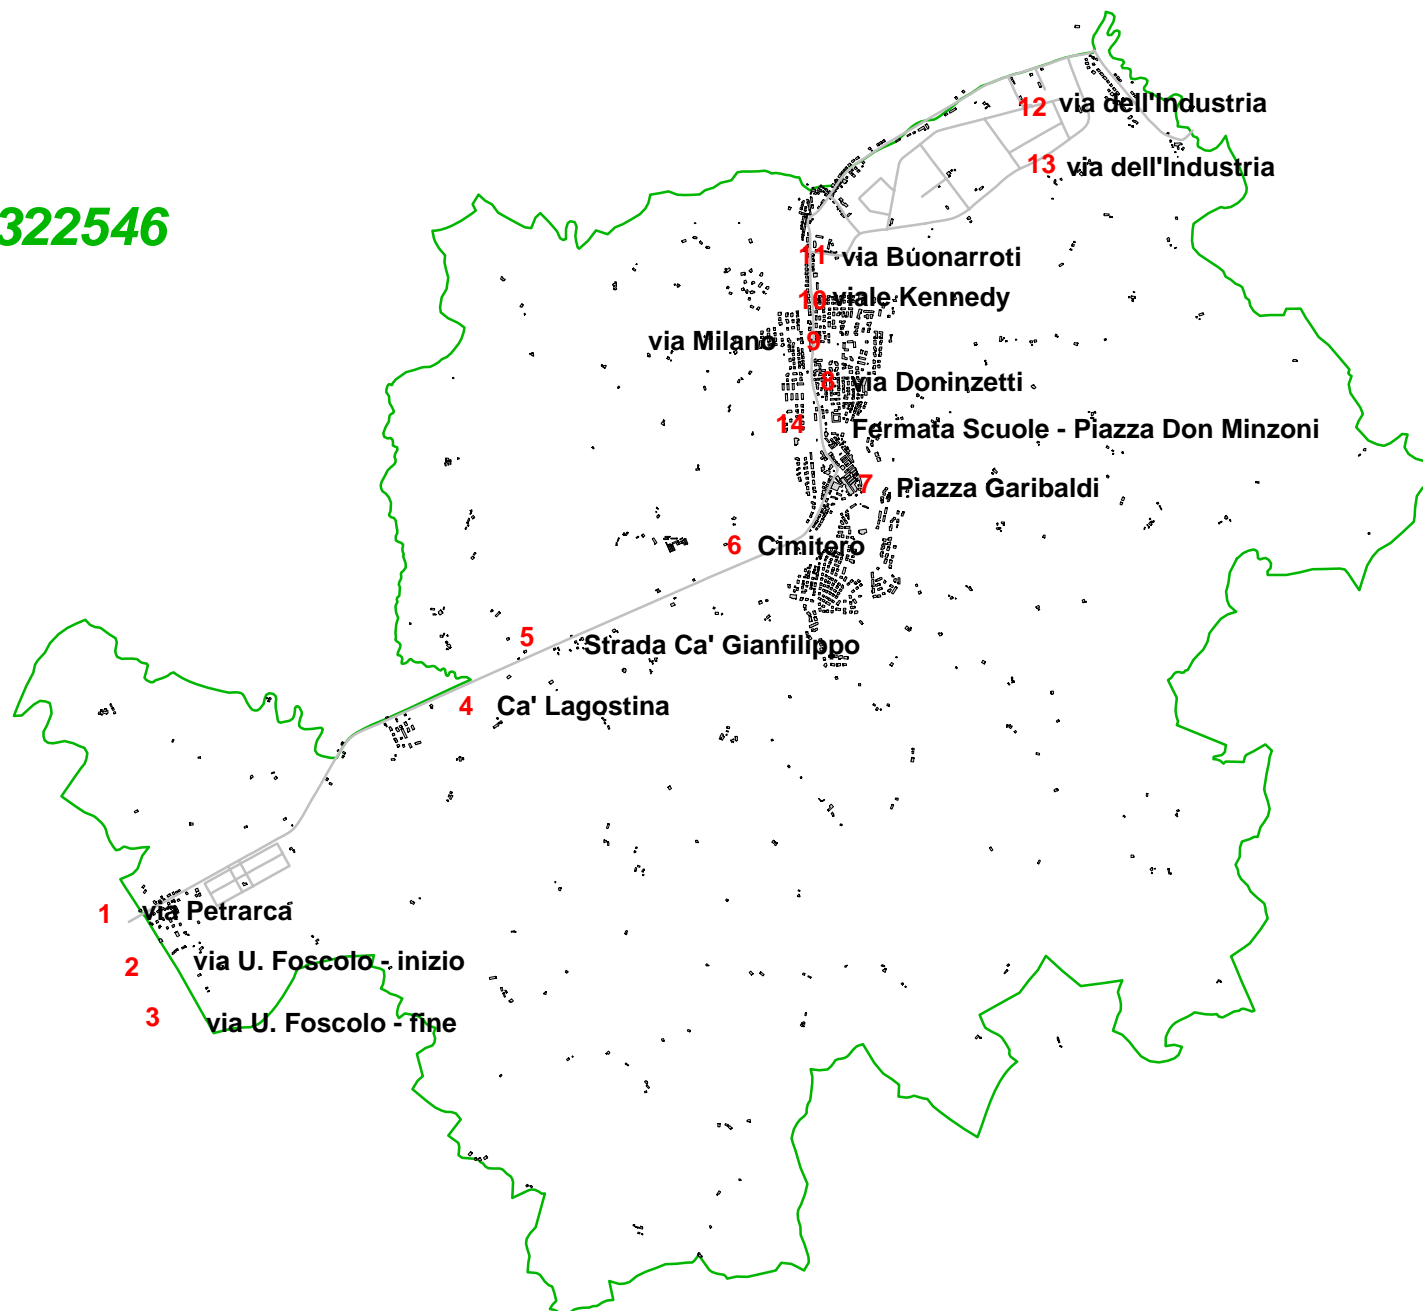 12 via dell'Industria
13 via dell'Industria
322546
11 via Buonarroti
10 viale Kennedy
via Milano 9
8 via Doninzetti
14 Fermata Scuole - Piazza Don Minzoni
7 Piazza Garibaldi
6 Cimitero
5 Strada Ca' Gianfilippo
4 Ca' Lagostina
1 via Petrarca
2 via U. Foscolo - inizio
3 via U. Foscolo - fine